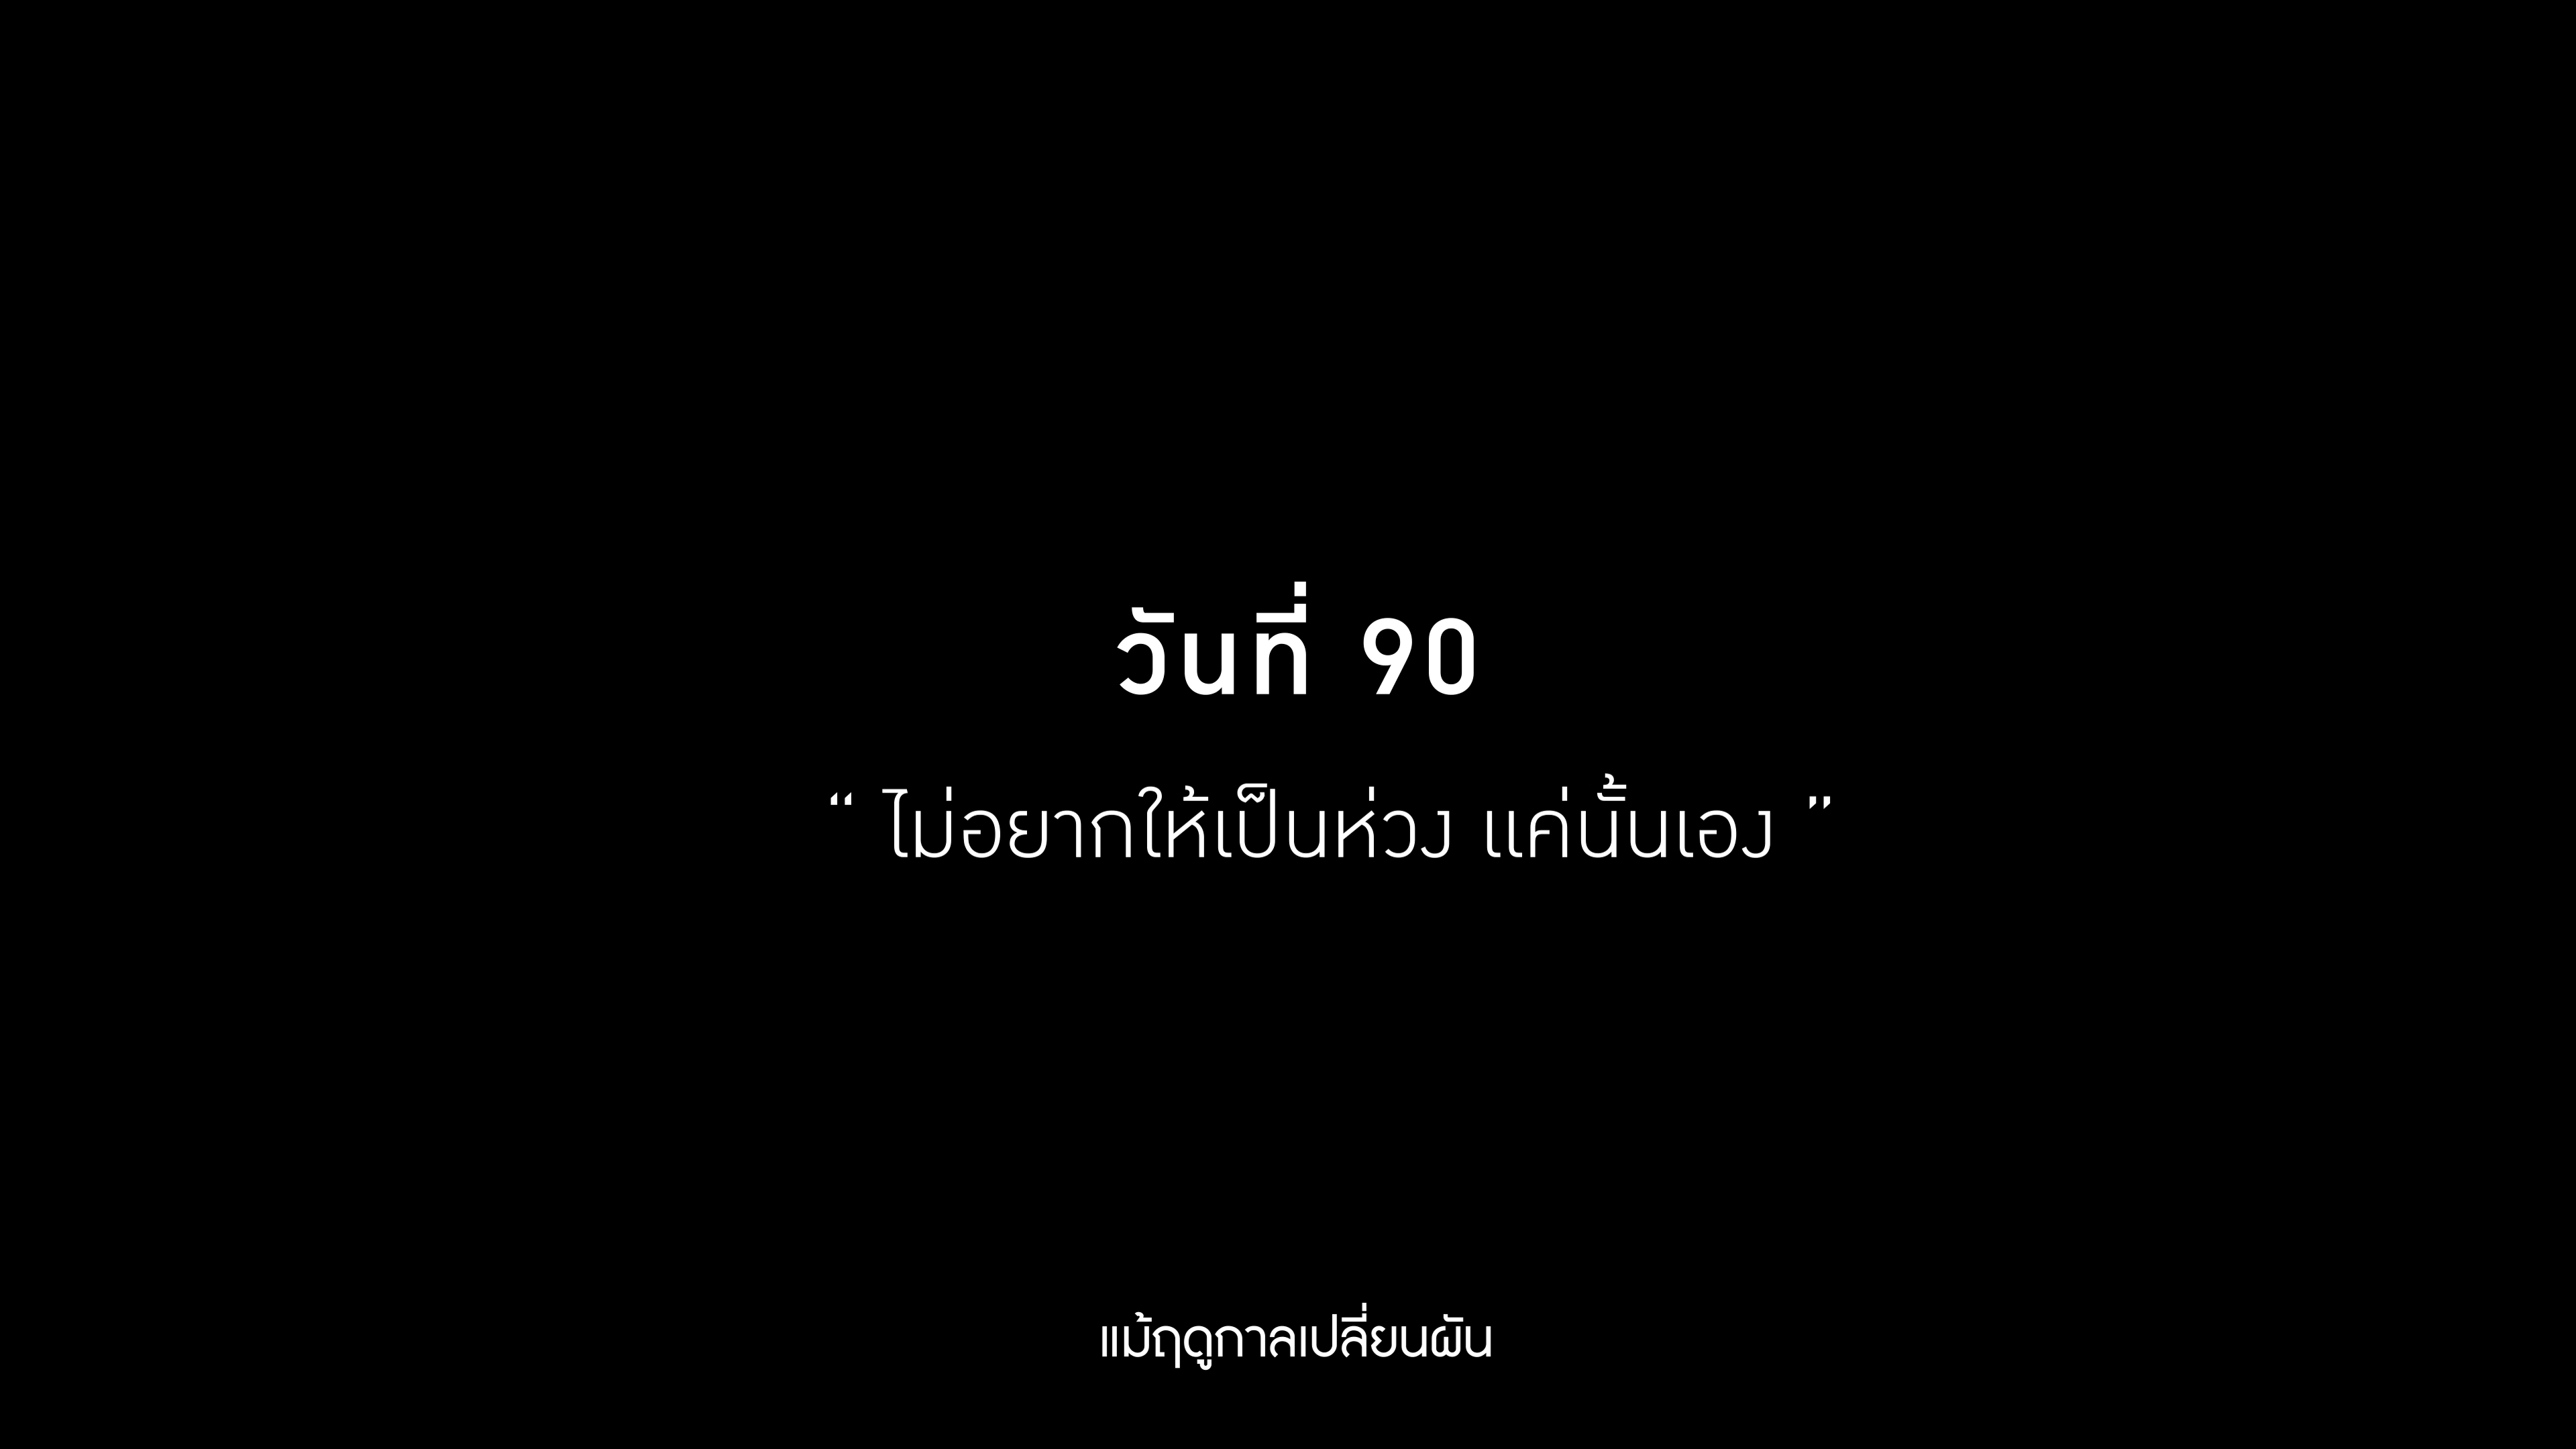 วันที่ 90
“ ไม่อยากให้เป็นห่วง แค่นั้นเอง ”
แม้ฤดูกาลเปลี่ยนผัน